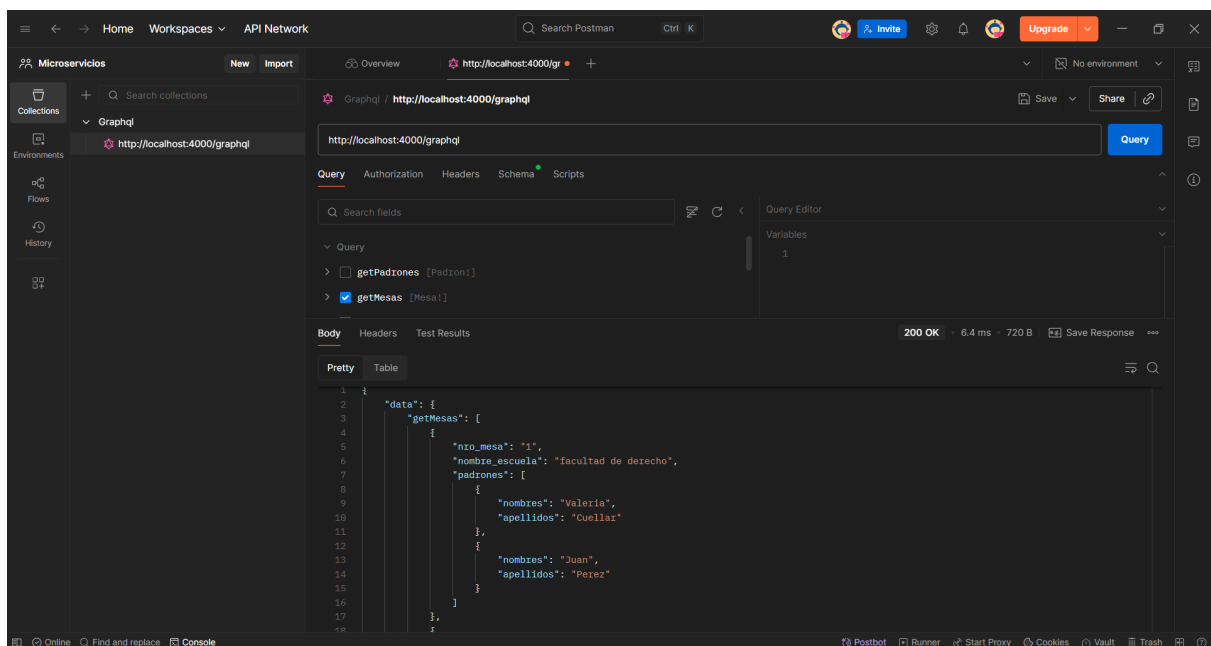 Home Workspaces API Network Search Postman Ctrl K Invite Upgrade
Microservicios New Import Overview http://localhost:4000/gr No environment
Collections Search collections Graphql / http://localhost:4000/graphql Save Share
Graphql
http://localhost:4000/graphql http://localhost:4000/graphql Query
Environments
Query Authorization Headers Schema Scripts
Flows
Search fields Query Editor
History
Variables
Query 1
getPadrones [Padron!]
getMesas [Mesa!]
Body Headers Test Results 200 OK • 6.4 ms • 720 B Save Response
Pretty Table
1 {
2 "data": {
3 "getMesas": [
4 {
5 "nro_mesa": "1",
6 "nombre_escuela": "facultad de derecho",
7 "padrones": [
8 {
9 "nombres": "Valeria",
10 "apellidos": "Cuellar"
11 },
12 {
13 "nombres": "Juan",
14 "apellidos": "Perez"
15 }
16 ]
17 },
18 {
Online Find and replace Console Postbot Runner Start Proxy Cookies Vault Trash